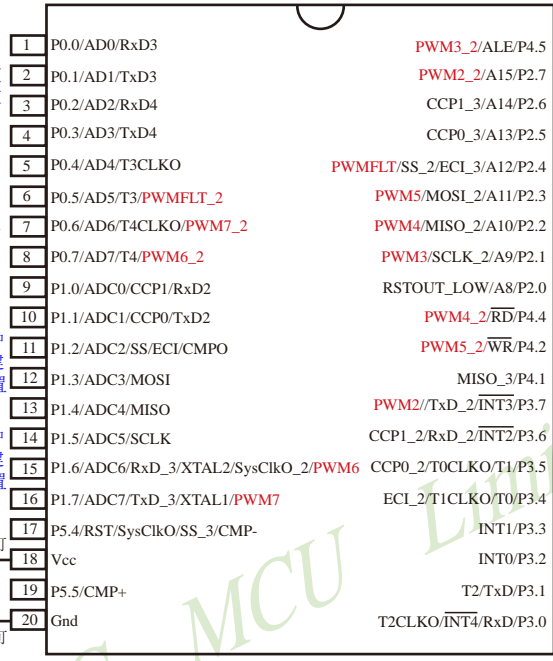 1 P0.0/AD0/RxD3 PWM3_2/ALE/P4.5
2 P0.1/AD1/TxD3 PWM2_2/A15/P2.7
3 P0.2/AD2/RxD4 CCP1_3/A14/P2.6
4 P0.3/AD3/TxD4 CCP0_3/A13/P2.5
5 P0.4/AD4/T3CLKO PWMFLT/SS_2/ECI_3/A12/P2.4
6 P0.5/AD5/T3/PWMFLT_2 PWM5/MOSI_2/A11/P2.3
7 P0.6/AD6/T4CLKO/PWM7_2 PWM4/MISO_2/A10/P2.2
8 P0.7/AD7/T4/PWM6_2 PWM3/SCLK_2/A9/P2.1
9 P1.0/ADC0/CCP1/RxD2 RSTOUT_LOW/A8/P2.0
10 P1.1/ADC1/CCP0/TxD2 PWM4_2/RD/P4.4
11 P1.2/ADC2/SS/ECI/CMPO PWM5_2/WR/P4.2
12 P1.3/ADC3/MOSI MISO_3/P4.1
13 P1.4/ADC4/MISO PWM2//TxD_2/INT3/P3.7
14 P1.5/ADC5/SCLK CCP1_2/RxD_2/INT2/P3.6
15 P1.6/ADC6/RxD_3/XTAL2/SysClkO_2/PWM6 CCP0_2/T0CLKO/T1/P3.5
16 P1.7/ADC7/TxD_3/XTAL1/PWM7 ECI_2/T1CLKO/T0/P3.4
17 P5.4/RST/SysClkO/SS_3/CMP- INT1/P3.3
18 Vcc INT0/P3.2
19 P5.5/CMP+ T2/TxD/P3.1
20 Gnd T2CLKO/INT4/RxD/P3.0
MCU Limi